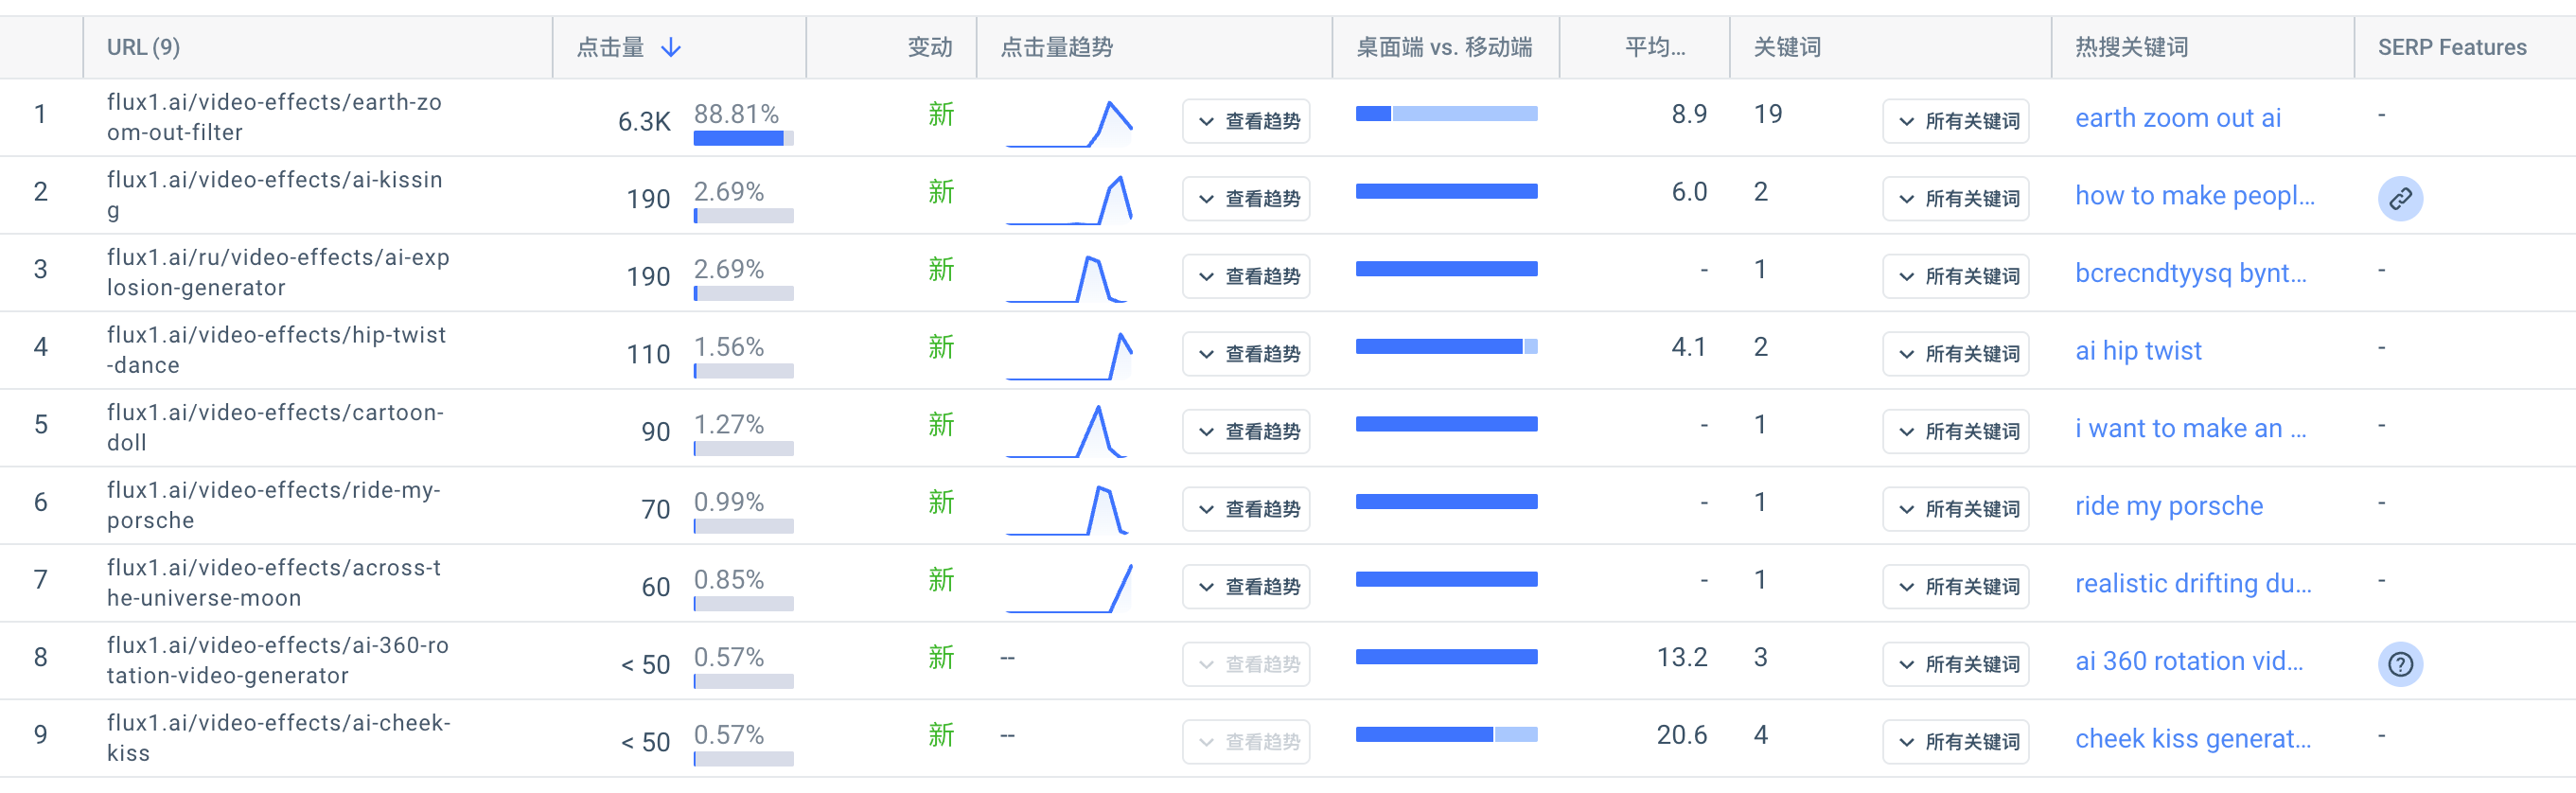 URL (9) 点击量 变动 点击量趋势 桌面端 vs. 移动端 平均... 关键词 热搜关键词 SERP Features
1 flux1.ai/video-effects/earth-zo
om-out-filter
6.3K 88.81% 新 查看趋势 8.9 19 所有关键词 earth zoom out ai -
2 flux1.ai/video-effects/ai-kissin
g
190 2.69% 新 查看趋势 6.0 2 所有关键词 how to make peopl...
3 flux1.ai/ru/video-effects/ai-exp
losion-generator
190 2.69% 新 查看趋势 - 1 所有关键词 bcrecndtyysq bynt... -
4 flux1.ai/video-effects/hip-twist
-dance
110 1.56% 新 查看趋势 4.1 2 所有关键词 ai hip twist -
5 flux1.ai/video-effects/cartoon-
doll
90 1.27% 新 查看趋势 - 1 所有关键词 i want to make an ... -
6 flux1.ai/video-effects/ride-my-
porsche
70 0.99% 新 查看趋势 - 1 所有关键词 ride my porsche -
7 flux1.ai/video-effects/across-t
he-universe-moon
60 0.85% 新 查看趋势 - 1 所有关键词 realistic drifting du... -
8 flux1.ai/video-effects/ai-360-ro
tation-video-generator
< 50 0.57% 新 -- 查看趋势 13.2 3 所有关键词 ai 360 rotation vid... ?
9 flux1.ai/video-effects/ai-cheek-
kiss
< 50 0.57% 新 -- 查看趋势 20.6 4 所有关键词 cheek kiss generat... -